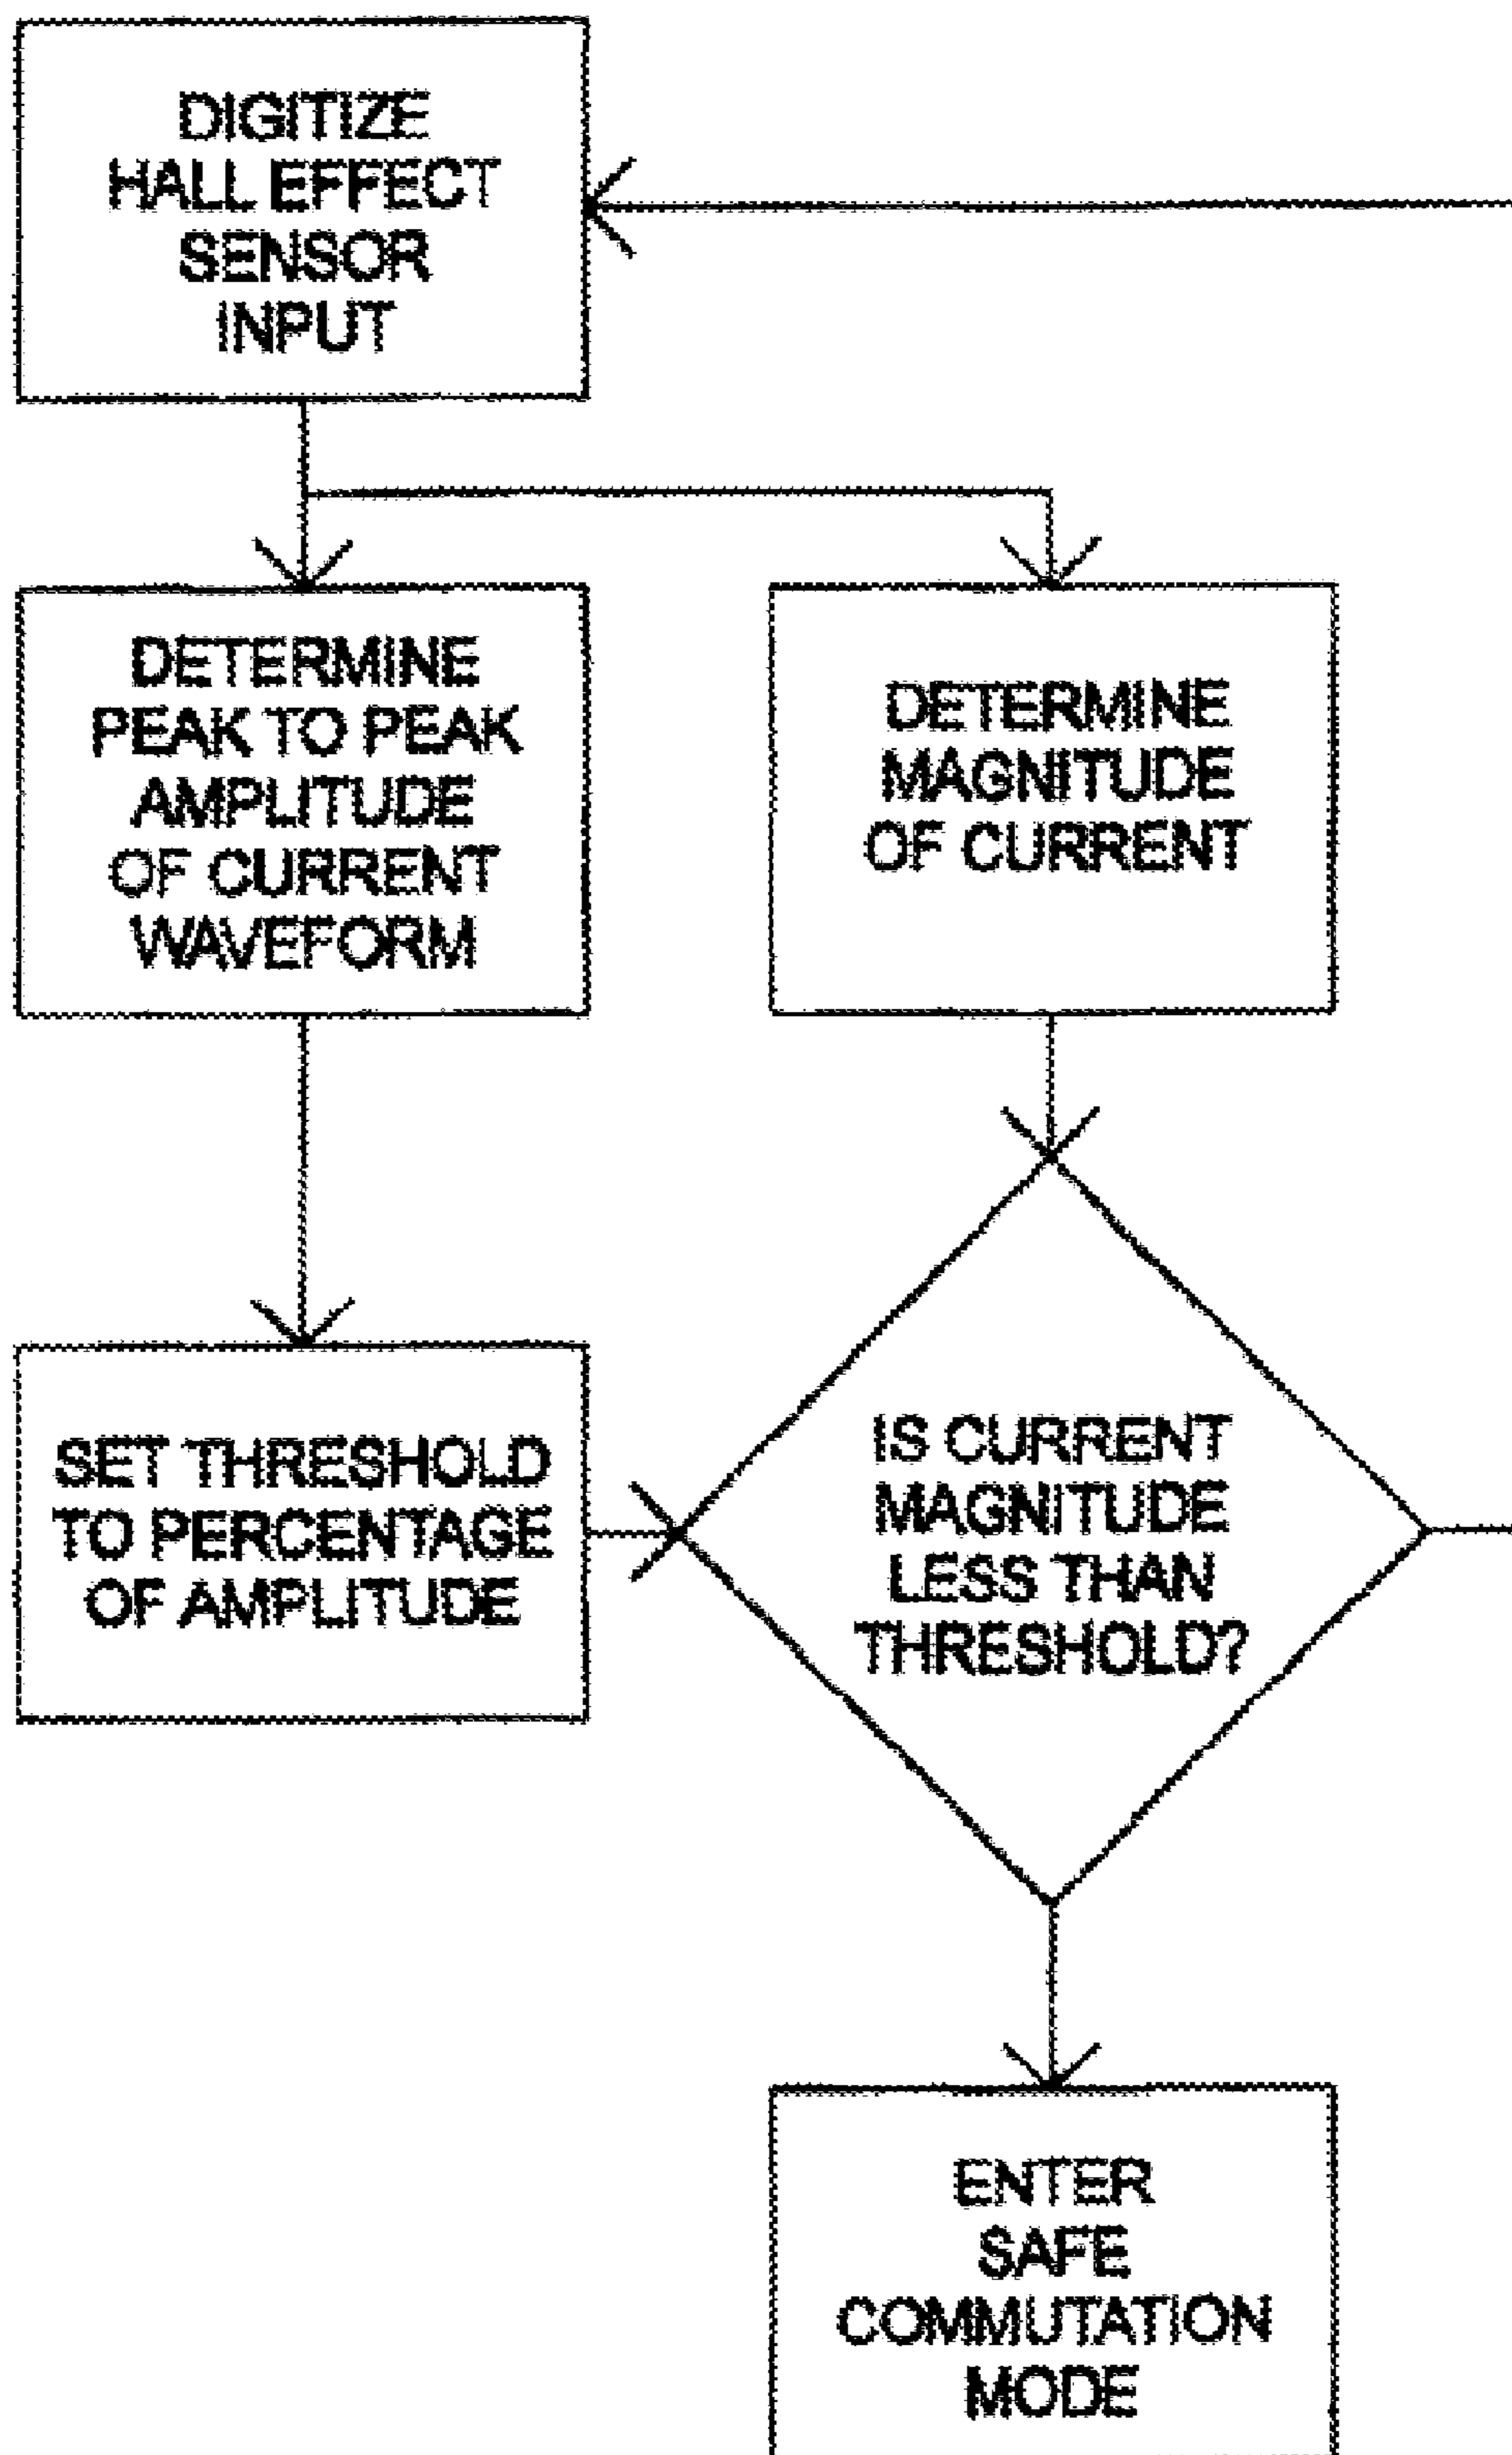 DIGITIZE
HALL EFFECT
SENSOR
INPUT
DETERMINE
PEAK TO PEAK
AMPLITUDE
OF CURRENT
WAVEFORM
DETERMINE
MAGNITUDE
OF CURRENT
SET THRESHOLD
TO PERCENTAGE
OF AMPLITUDE
IS CURRENT
MAGNITUDE
LESS THAN
THRESHOLD?
ENTER
SAFE
COMMUTATION
MODE